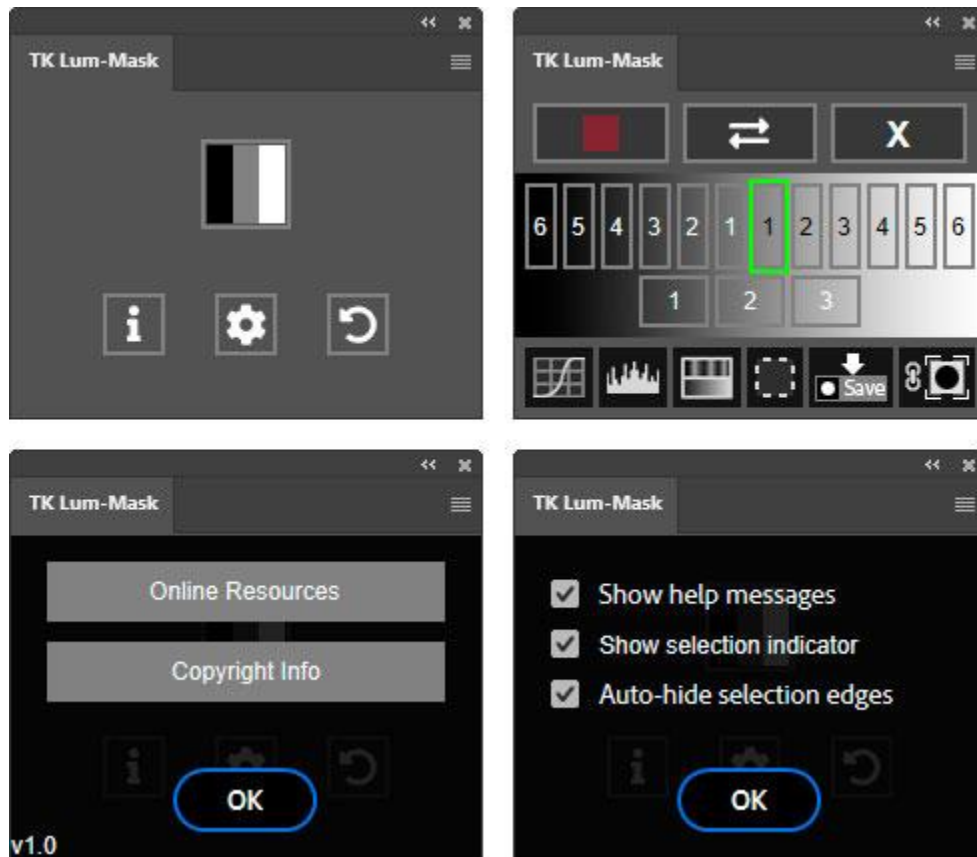 TK Lum-Mask
TK Lum-Mask
X
6 5 4 3 2 1 1 2 3 4 5 6
1 2 3
Save
TK Lum-Mask
Online Resources
Copyright Info
OK
v1.0
TK Lum-Mask
Show help messages
Show selection indicator
Auto-hide selection edges
OK